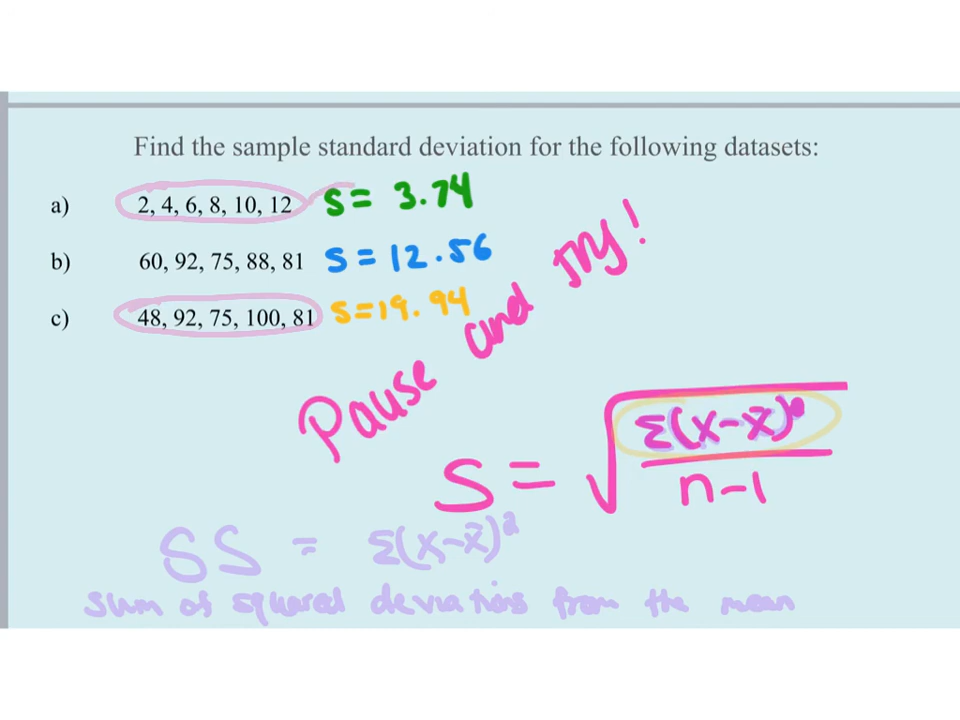 Find the sample standard deviation for the following datasets:
a) 2, 4, 6, 8, 10, 12 S = 3.74
b) 60, 92, 75, 88, 81 S = 12.56
c) 48, 92, 75, 100, 81 S = 19.94
Pause and try!
S = √ Σ(x-x̄)²
n-1
SS = Σ(x-x̄)²
sum of squared deviations from the mean